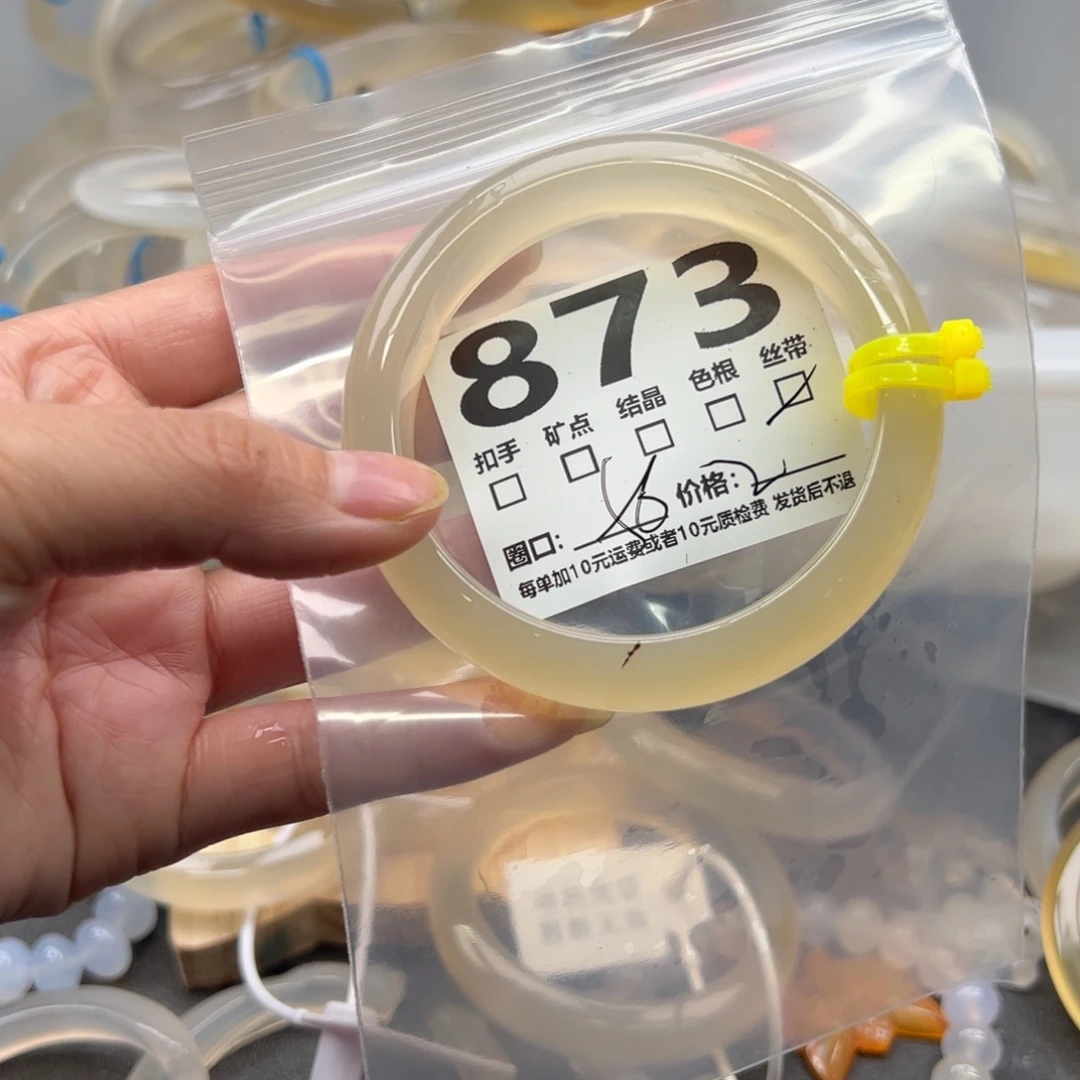 873
扣手 矿点 结晶 色根 丝带
圈口: 56 价格:
每单加10元运费或者10元质检费 发货后不退